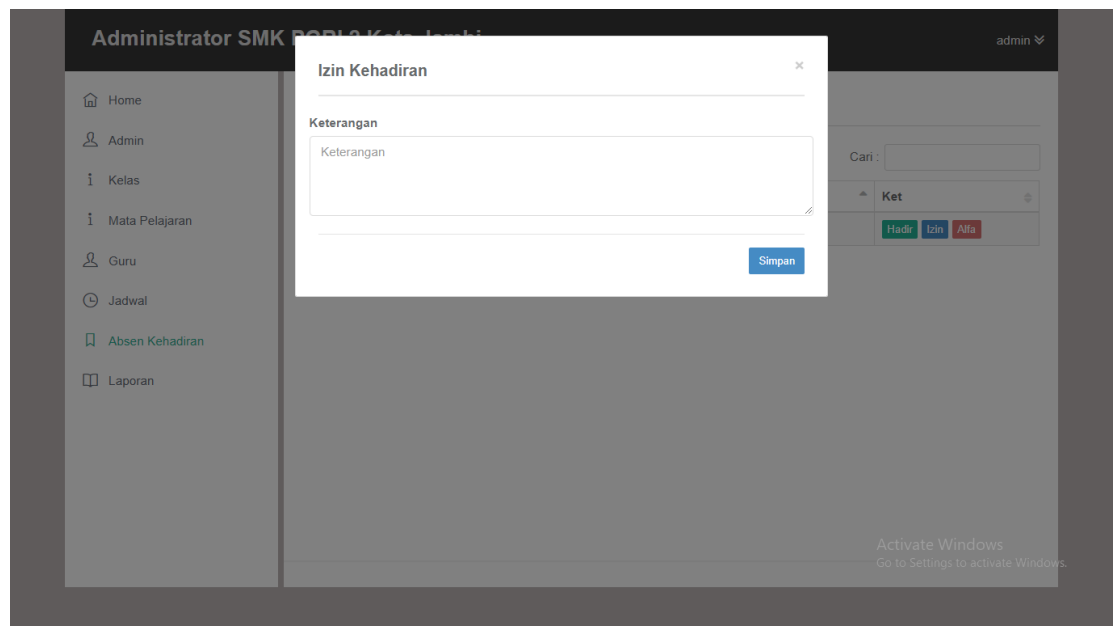 Administrator SMK
admin
Izin Kehadiran
×
Keterangan
Keterangan
Simpan
Home
Admin
Kelas
Mata Pelajaran
Guru
Jadwal
Absen Kehadiran
Laporan
Cari :
Ket
Hadir Izin Alfa
Activate Windows
Go to Settings to activate Windows.